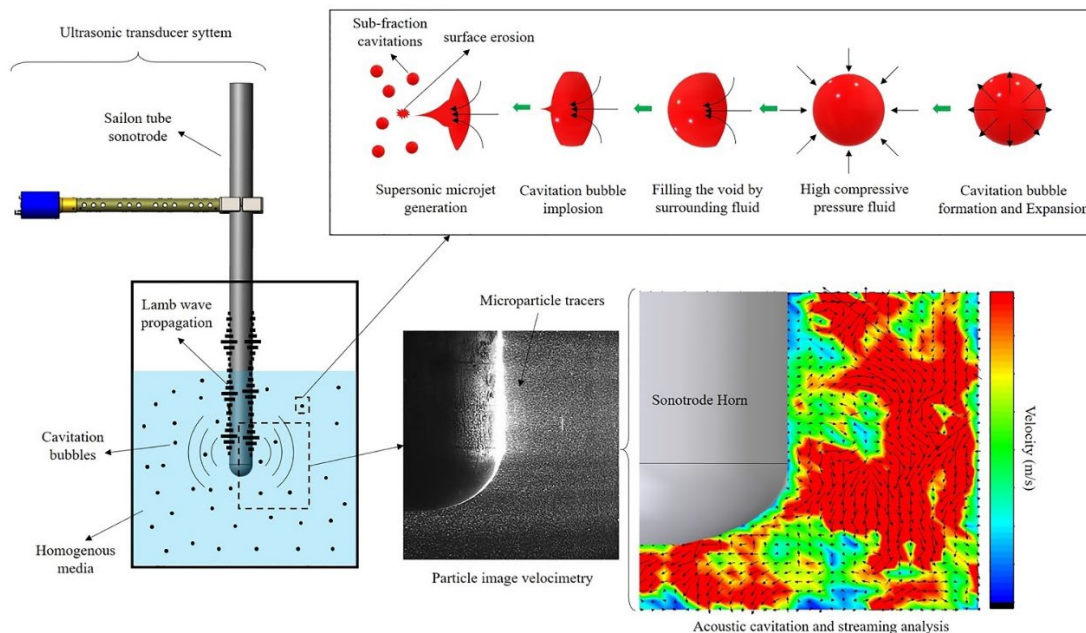 Ultrasonic transducer syttem
Sailon tube
sonotrode
Sub-fraction
cavitations
surface erosion
Supersonic microjet
generation
Cavitation bubble
implosion
Filling the void by
surrounding fluid
High compressive
pressure fluid
Cavitation bubble
formation and Expansion
Lamb wave
propagation
Cavitation
bubbles
Homogenous
media
Microparticle tracers
Particle image velocimetry
Sonotrode Horn
Velocity (m/s)
Acoustic cavitation and streaming analysis